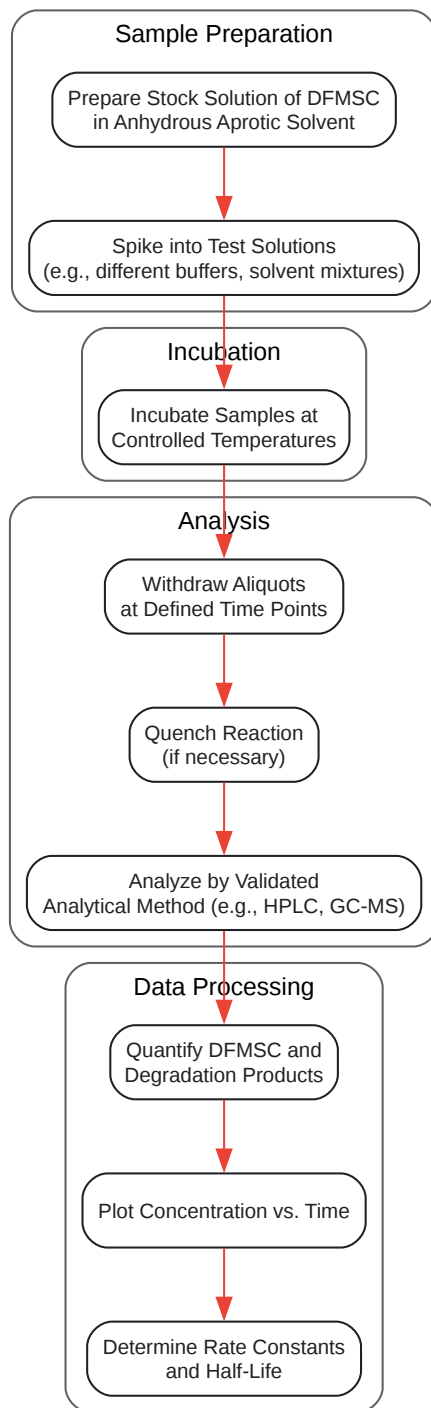 Sample Preparation
Prepare Stock Solution of DFMSC
in Anhydrous Aprotic Solvent
Spike into Test Solutions
(e.g., different buffers, solvent mixtures)
Incubation
Incubate Samples at
Controlled Temperatures
Analysis
Withdraw Aliquots
at Defined Time Points
Quench Reaction
(if necessary)
Analyze by Validated
Analytical Method (e.g., HPLC, GC-MS)
Data Processing
Quantify DFMSC and
Degradation Products
Plot Concentration vs. Time
Determine Rate Constants
and Half-Life